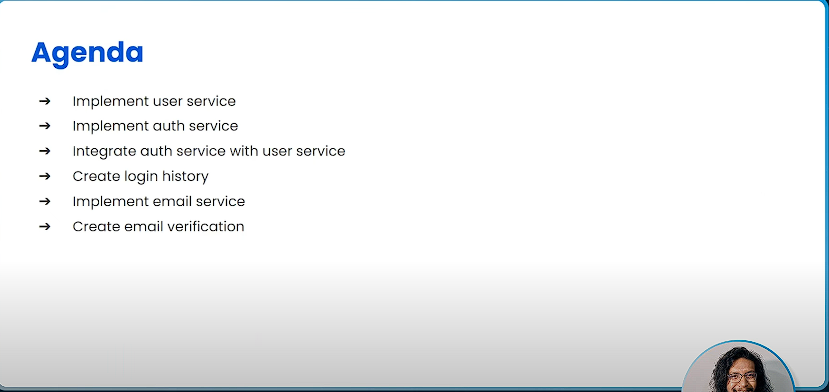 Agenda
➔ Implement user service
➔ Implement auth service
➔ Integrate auth service with user service
➔ Create login history
➔ Implement email service
➔ Create email verification